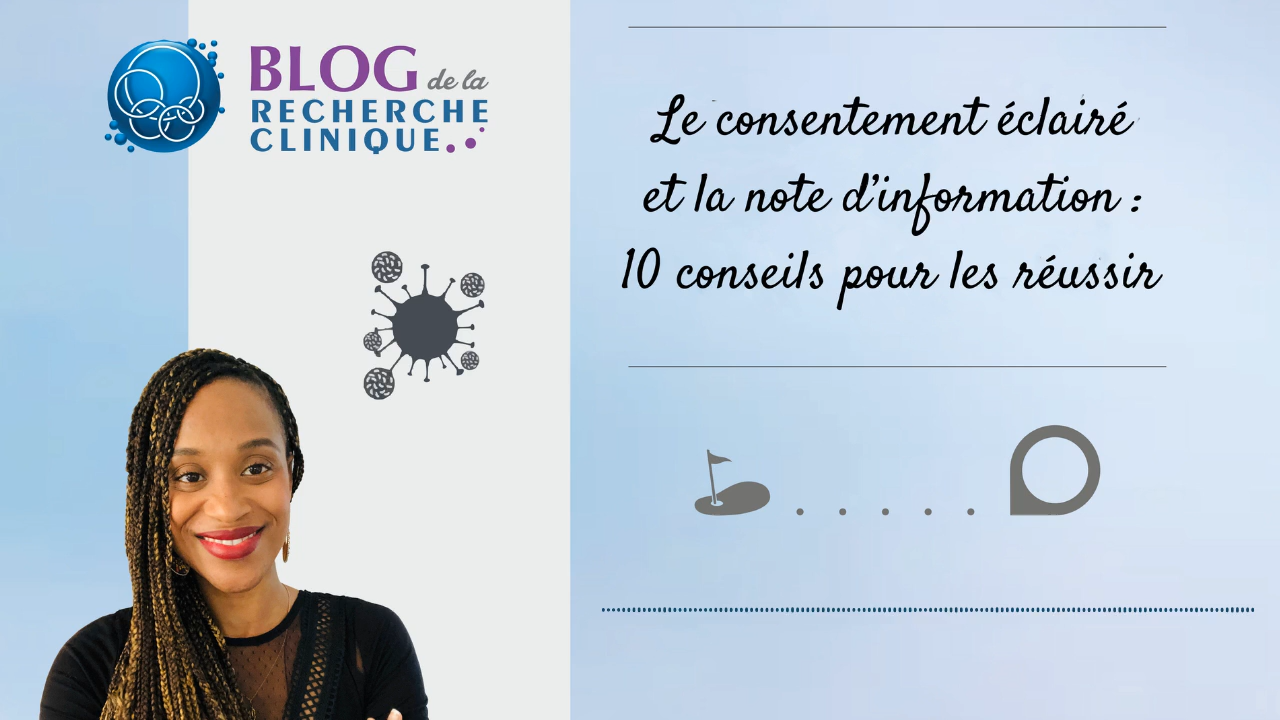 BLOG de la
RECHERCHE
CLINIQUE
Le consentement éclairé
et la note d’information :
10 conseils pour les réussir